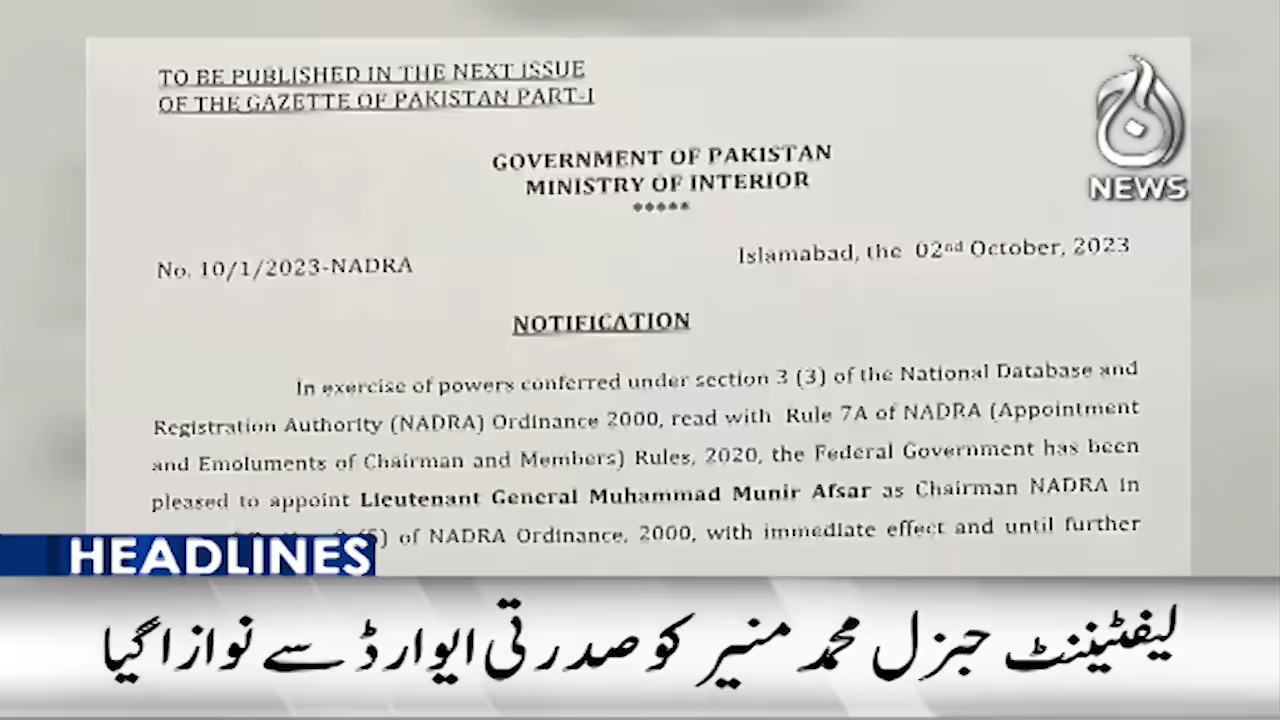 TO BE PUBLISHED IN THE NEXT ISSUE
OF THE GAZETTE OF PAKISTAN PART-I
GOVERNMENT OF PAKISTAN
MINISTRY OF INTERIOR
*****
No. 10/1/2023-NADRA
Islamabad, the 02nd October, 2023
NOTIFICATION
In exercise of powers conferred under section 3 (3) of the National Database and
Registration Authority (NADRA) Ordinance 2000, read with Rule 7A of NADRA (Appointment
and Emoluments of Chairman and Members) Rules, 2020, the Federal Government has been
pleased to appoint Lieutenant General Muhammad Munir Afsar as Chairman NADRA in
of NADRA Ordinance, 2000, with immediate effect and until further
آج
NEWS
HEADLINES
لیفٹیننٹ جنرل محمد منیر کو صدرتی ایوارڈ سے نوازا گیا